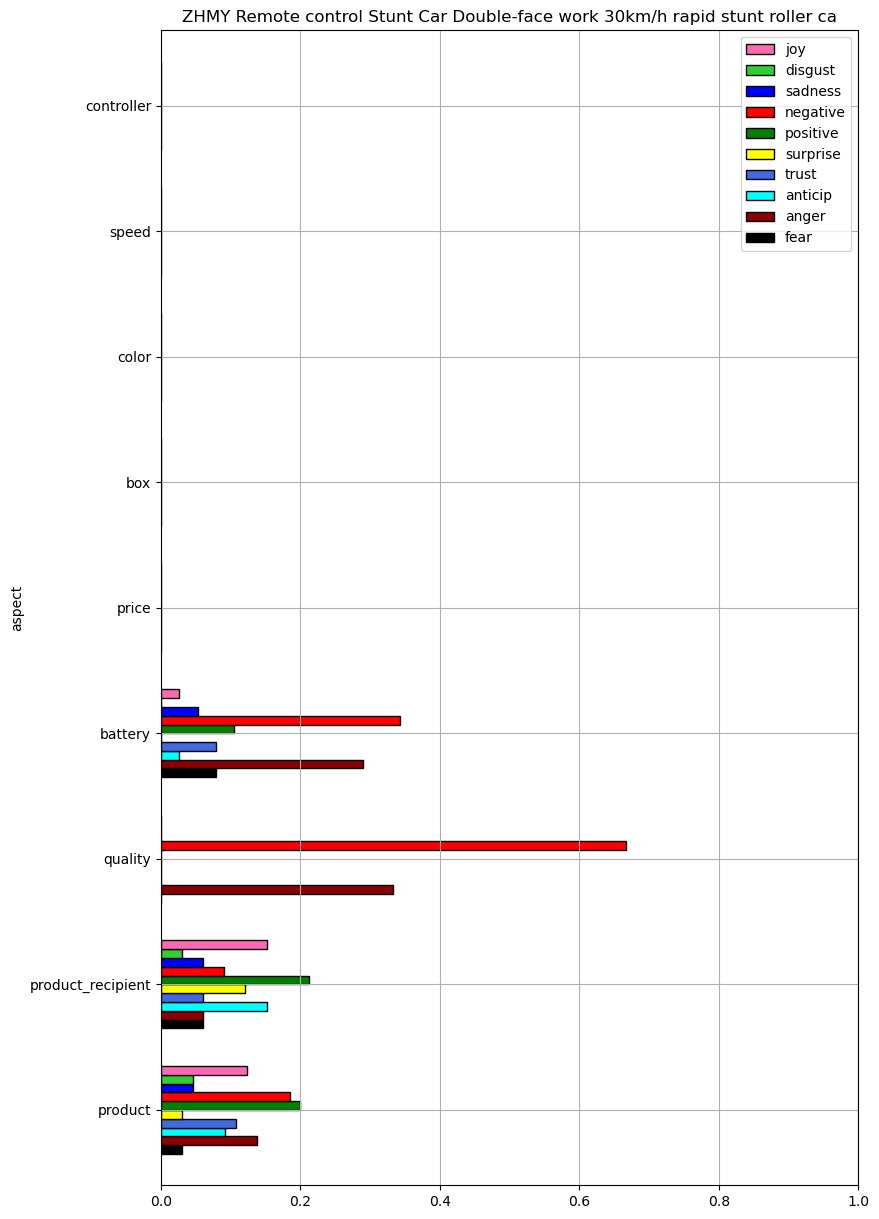 ZHMY Remote control Stunt Car Double-face work 30km/h rapid stunt roller ca
joy
disgust
sadness
negative
positive
surprise
trust
anticip
anger
fear
controller
speed
color
box
price
battery
quality
product_recipient
product
aspect
0.0 0.2 0.4 0.6 0.8 1.0